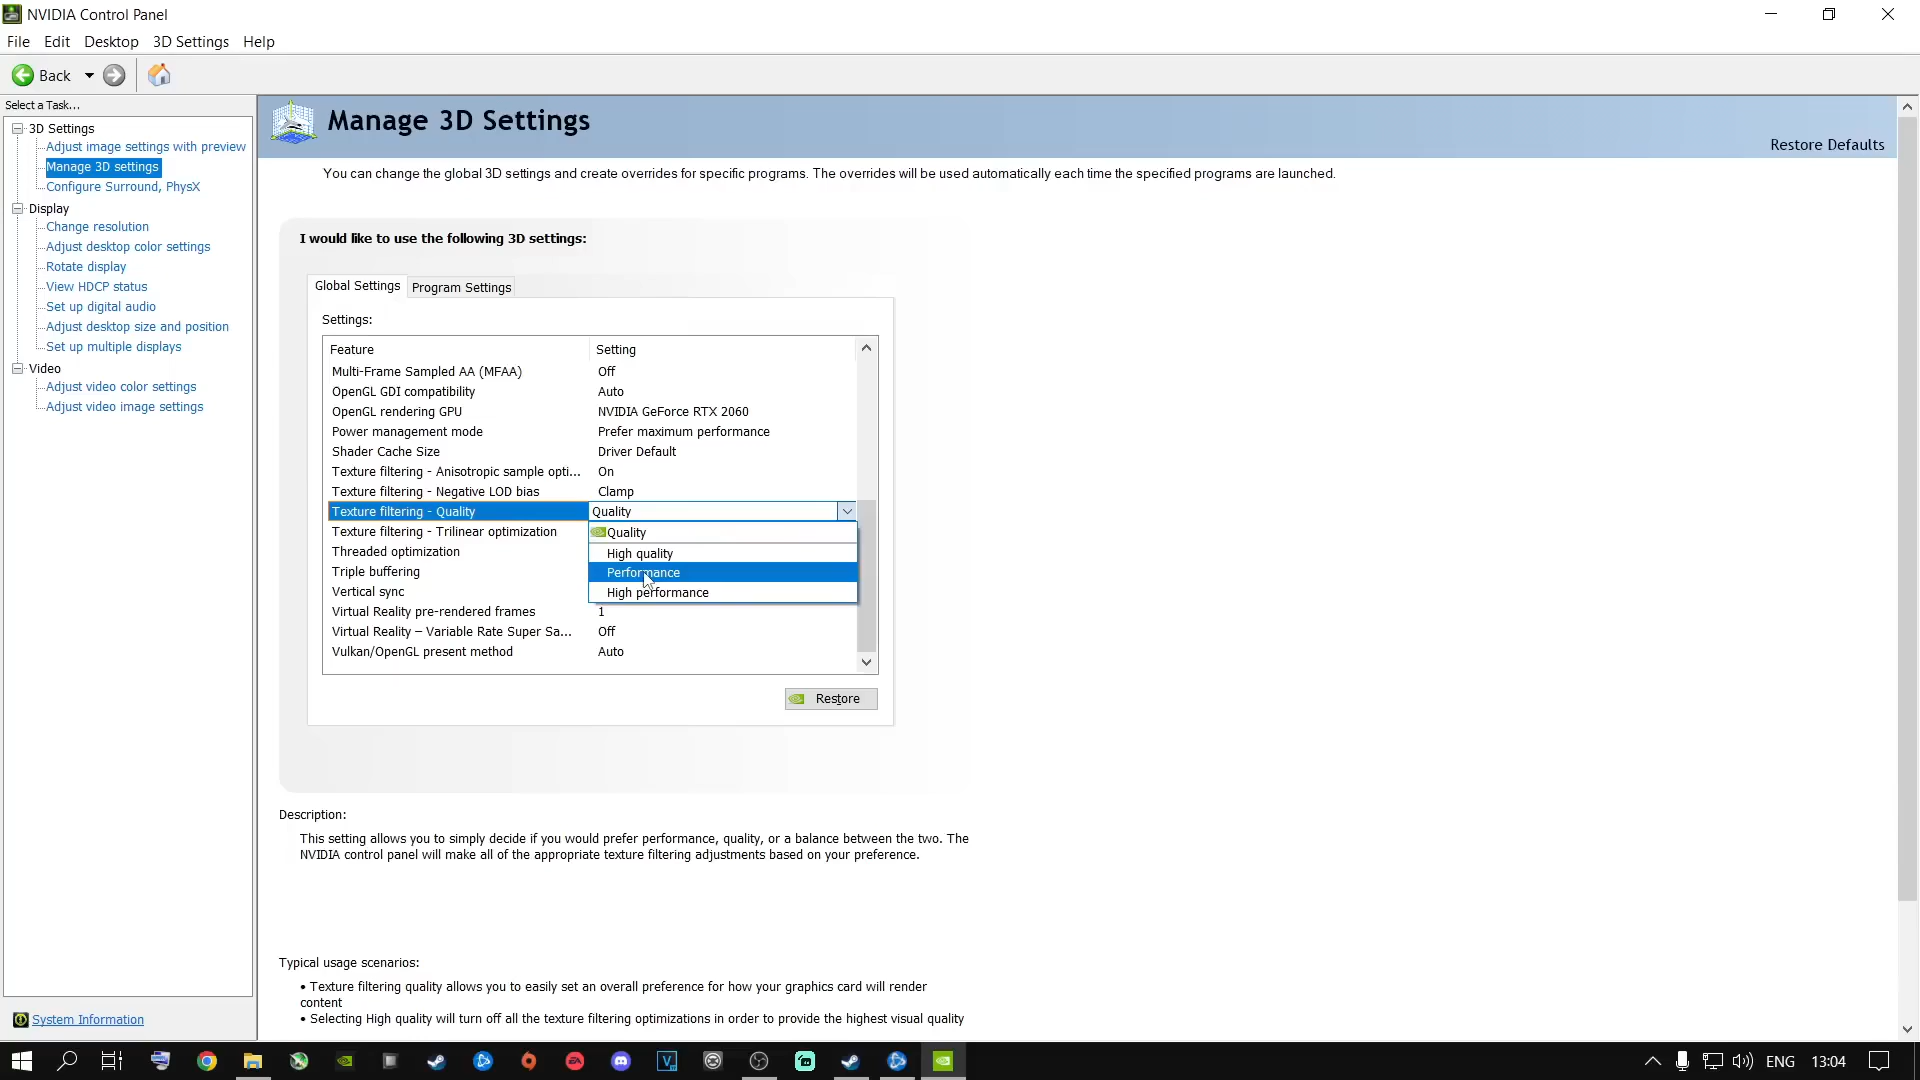 NVIDIA Control Panel
File Edit Desktop 3D Settings Help
Back
Select a Task...
3D Settings
Adjust image settings with preview
Manage 3D settings
Configure Surround, PhysX
Display
Change resolution
Adjust desktop color settings
Rotate display
View HDCP status
Set up digital audio
Adjust desktop size and position
Set up multiple displays
Video
Adjust video color settings
Adjust video image settings
System Information
Manage 3D Settings
Restore Defaults
You can change the global 3D settings and create overrides for specific programs. The overrides will be used automatically each time the specified programs are launched.
I would like to use the following 3D settings:
Global Settings Program Settings
Settings:
Feature Setting
Multi-Frame Sampled AA (MFAA) Off
OpenGL GDI compatibility Auto
OpenGL rendering GPU NVIDIA GeForce RTX 2060
Power management mode Prefer maximum performance
Shader Cache Size Driver Default
Texture filtering - Anisotropic sample opti... On
Texture filtering - Negative LOD bias Clamp
Texture filtering - Quality Quality
Texture filtering - Trilinear optimization Quality
Threaded optimization High quality
Triple buffering Performance
Vertical sync High performance
Virtual Reality pre-rendered frames 1
Virtual Reality – Variable Rate Super Sa... Off
Vulkan/OpenGL present method Auto
Restore
Description:
This setting allows you to simply decide if you would prefer performance, quality, or a balance between the two. The
NVIDIA control panel will make all of the appropriate texture filtering adjustments based on your preference.
Typical usage scenarios:
• Texture filtering quality allows you to easily set an overall preference for how your graphics card will render
content
• Selecting High quality will turn off all the texture filtering optimizations in order to provide the highest visual quality
ENG 13:04